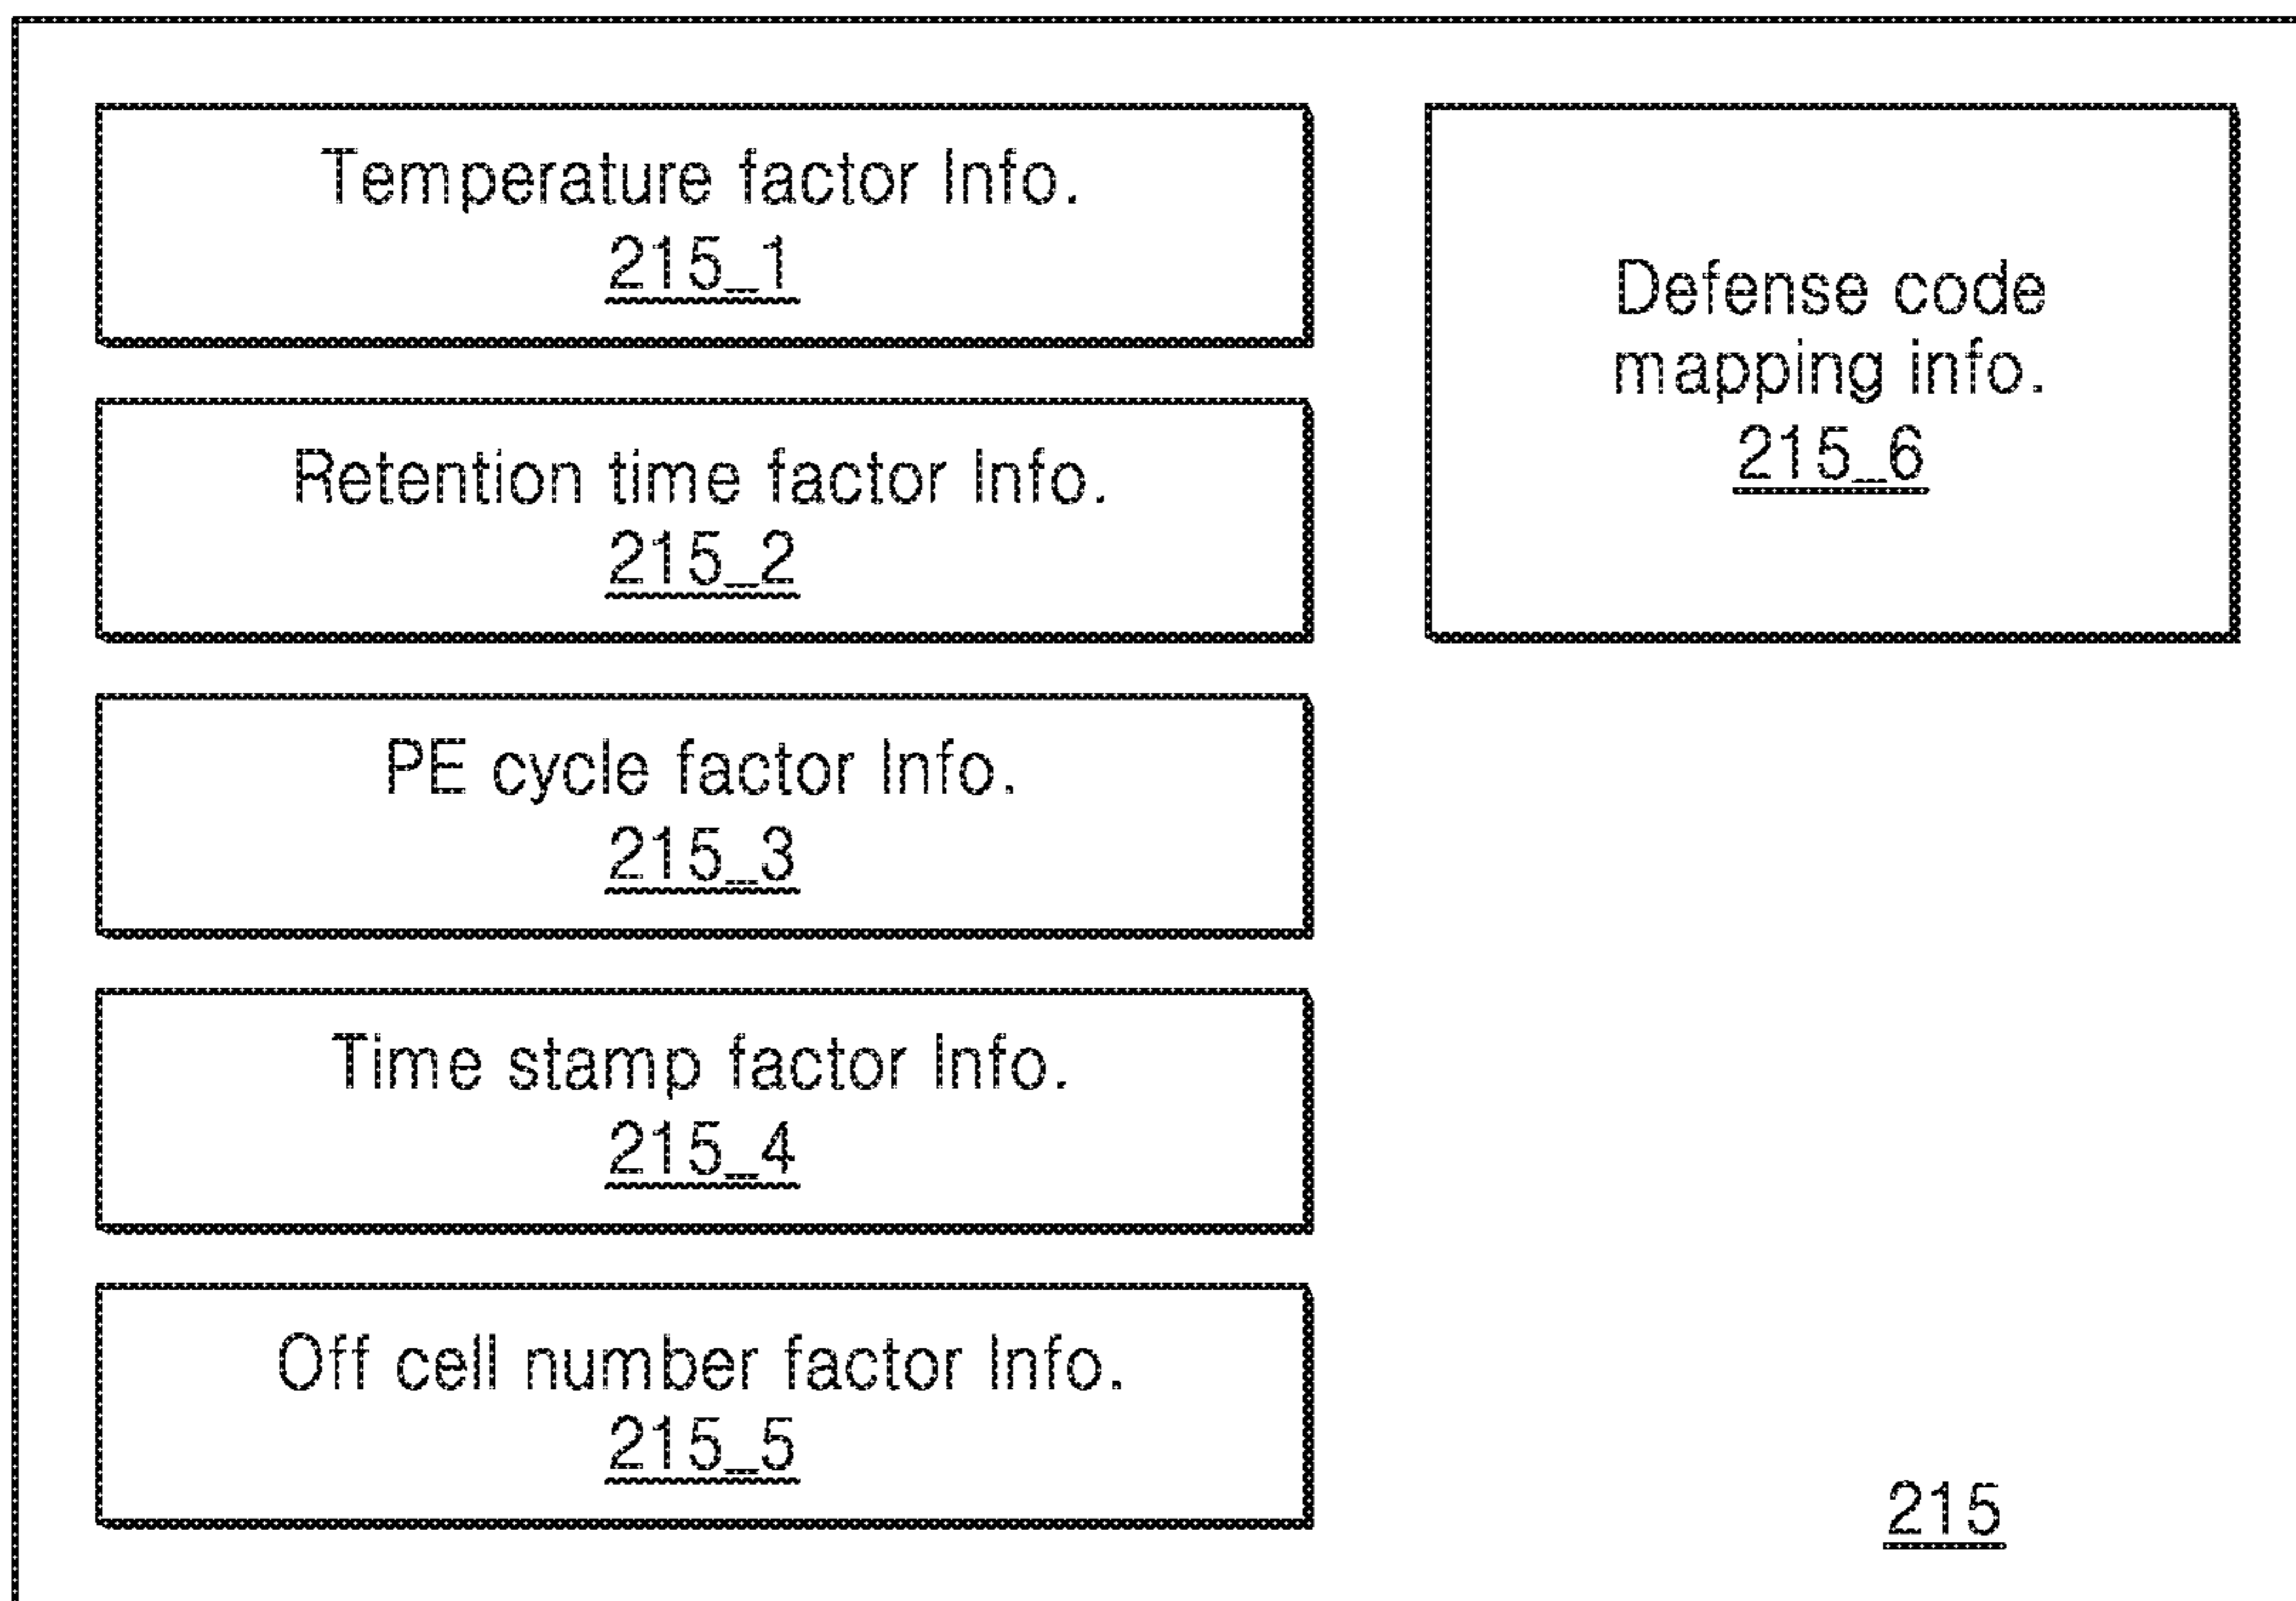 Temperature factor Info.
215_1
Retention time factor Info.
215_2
PE cycle factor Info.
215_3
Time stamp factor Info.
215_4
Off cell number factor Info.
215_5
Defense code
mapping info.
215_6
215